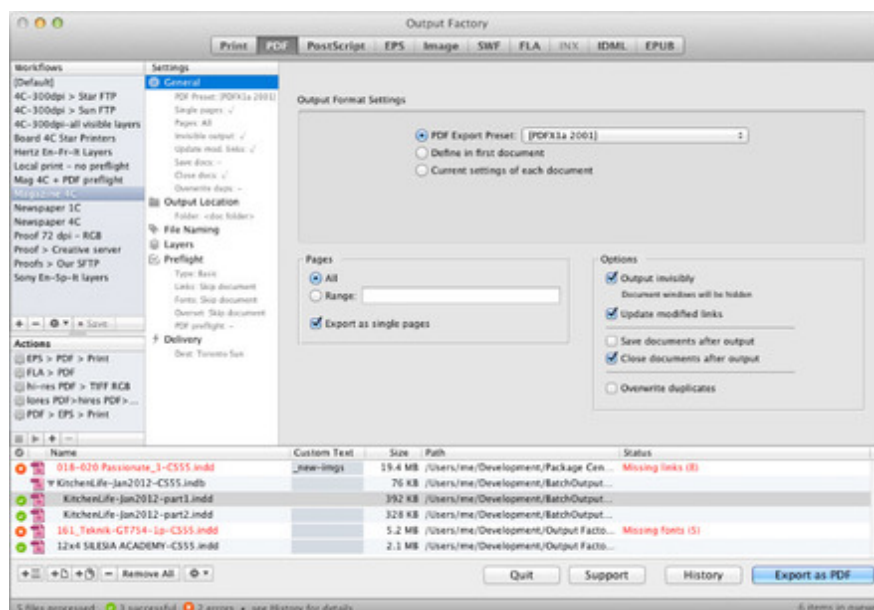 Output Factory
Print PDF PostScript EPS Image SWF FLA INX IDML EPUB
Workflows
[Default]
4C-300dpi > Star FTP
4C-300dpi > Sun FTP
4C-300dpi-all visible layers
Board 4C Star Printers
Hertz En-Fr-It Layers
Local print - no preflight
Mag 4C + PDF preflight
Magazine 4C
Newspaper 1C
Newspaper 4C
Proof 72 dpi - RGB
Proof > Creative server
Proofs > Our SFTP
Sony En-Sp-It layers
+ - Save
Actions
EPS > PDF > Print
FLA > PDF
hi-res PDF > TIFF RGB
lores PDF>hires PDF>...
PDF > EPS > Print
Settings
General
PDF Preset: [PDFX1a 2001]
Single pages: √
Pages: All
Invisible output: √
Update mod. links: √
Save docs: -
Close docs: √
Overwrite dups: -
Output Location
Folder: <doc folder>
File Naming
Layers
Preflight
Type: Basic
Links: Skip document
Fonts: Skip document
Overset: Skip document
PDF preflight: -
Delivery
Dest: Toronto Sun
Output Format Settings
PDF Export Preset: [PDFX1a 2001]
Define in first document
Current settings of each document
Pages
All
Range:
Export as single pages
Options
Output invisibly
Document windows will be hidden
Update modified links
Save documents after output
Close documents after output
Overwrite duplicates
Name Custom Text Size Path Status
018-020 Passionate_1-CS55.indd _new-imgs 19.4 MB /Users/me/Development/Package Cen... Missing links (8)
KitchenLife-Jan2012-CS55.indb 76 KB /Users/me/Development/BatchOutput...
KitchenLife-Jan2012-part1.indd 392 KB /Users/me/Development/BatchOutput...
KitchenLife-Jan2012-part2.indd 328 KB /Users/me/Development/BatchOutput...
161_Teknik-GT754-1p-CS55.indd 5.2 MB /Users/me/Development/Output Facto... Missing fonts (5)
12x4 SILESIA ACADEMY-CS55.indd 2.1 MB /Users/me/Development/Output Facto...
Remove All Quit Support History Export as PDF
5 files processed: 3 successful, 2 errors • see History for details